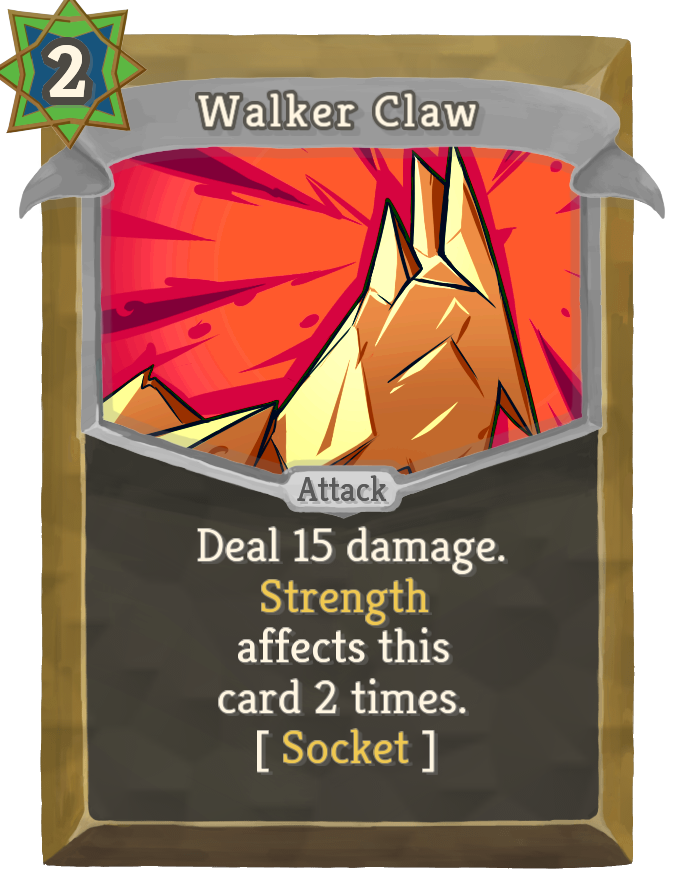 2
Walker Claw
Attack
Deal 15 damage.
Strength
affects this
card 2 times.
[ Socket ]